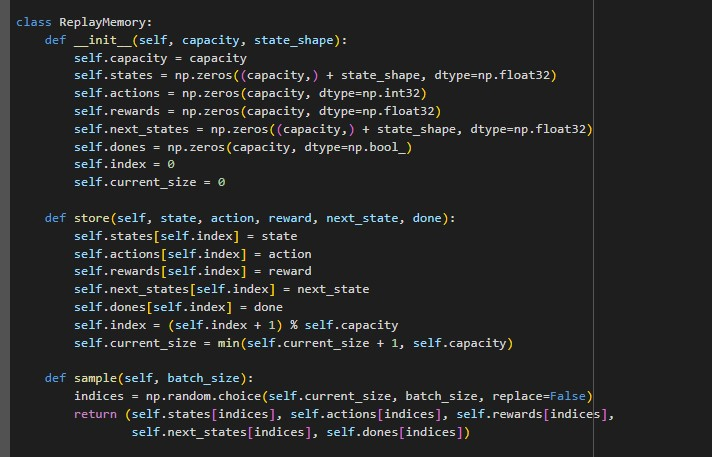 class ReplayMemory:
    def __init__(self, capacity, state_shape):
        self.capacity = capacity
        self.states = np.zeros((capacity,) + state_shape, dtype=np.float32)
        self.actions = np.zeros(capacity, dtype=np.int32)
        self.rewards = np.zeros(capacity, dtype=np.float32)
        self.next_states = np.zeros((capacity,) + state_shape, dtype=np.float32)
        self.dones = np.zeros(capacity, dtype=np.bool_)
        self.index = 0
        self.current_size = 0

    def store(self, state, action, reward, next_state, done):
        self.states[self.index] = state
        self.actions[self.index] = action
        self.rewards[self.index] = reward
        self.next_states[self.index] = next_state
        self.dones[self.index] = done
        self.index = (self.index + 1) % self.capacity
        self.current_size = min(self.current_size + 1, self.capacity)

    def sample(self, batch_size):
        indices = np.random.choice(self.current_size, batch_size, replace=False)
        return (self.states[indices], self.actions[indices], self.rewards[indices],
                self.next_states[indices], self.dones[indices])